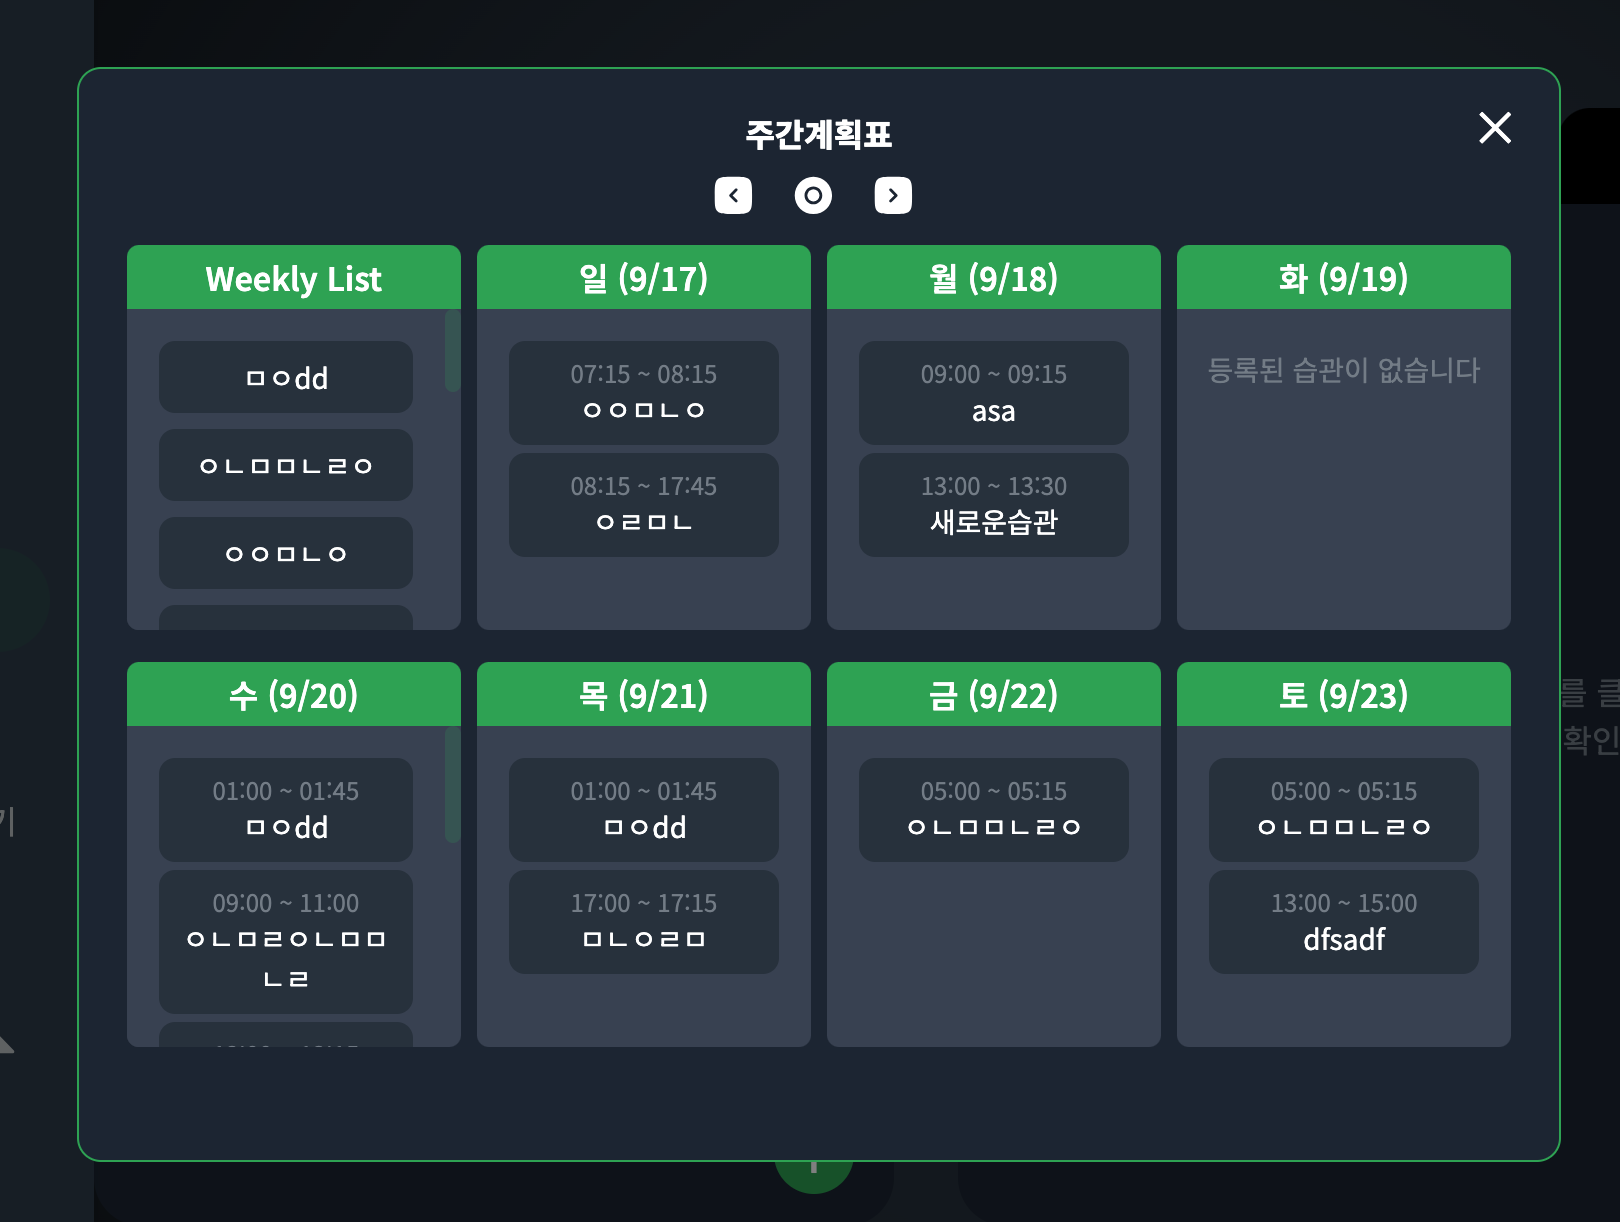 주간계획표
Weekly List
ㅁㅇdd
ㅇㄴㅁㅁㄴㄹㅇ
ㅇㅇㅁㄴㅇ
일 (9/17)
07:15 ~ 08:15
ㅇㅇㅁㄴㅇ
08:15 ~ 17:45
ㅇㄹㅁㄴ
월 (9/18)
09:00 ~ 09:15
asa
13:00 ~ 13:30
새로운습관
화 (9/19)
등록된 습관이 없습니다
수 (9/20)
01:00 ~ 01:45
ㅁㅇdd
09:00 ~ 11:00
ㅇㄴㅁㄹㅇㄴㅁㅁ
ㄴㄹ
목 (9/21)
01:00 ~ 01:45
ㅁㅇdd
17:00 ~ 17:15
ㅁㄴㅇㄹㅁ
금 (9/22)
05:00 ~ 05:15
ㅇㄴㅁㅁㄴㄹㅇ
토 (9/23)
05:00 ~ 05:15
ㅇㄴㅁㅁㄴㄹㅇ
13:00 ~ 15:00
dfsadf
를 클
확인
기